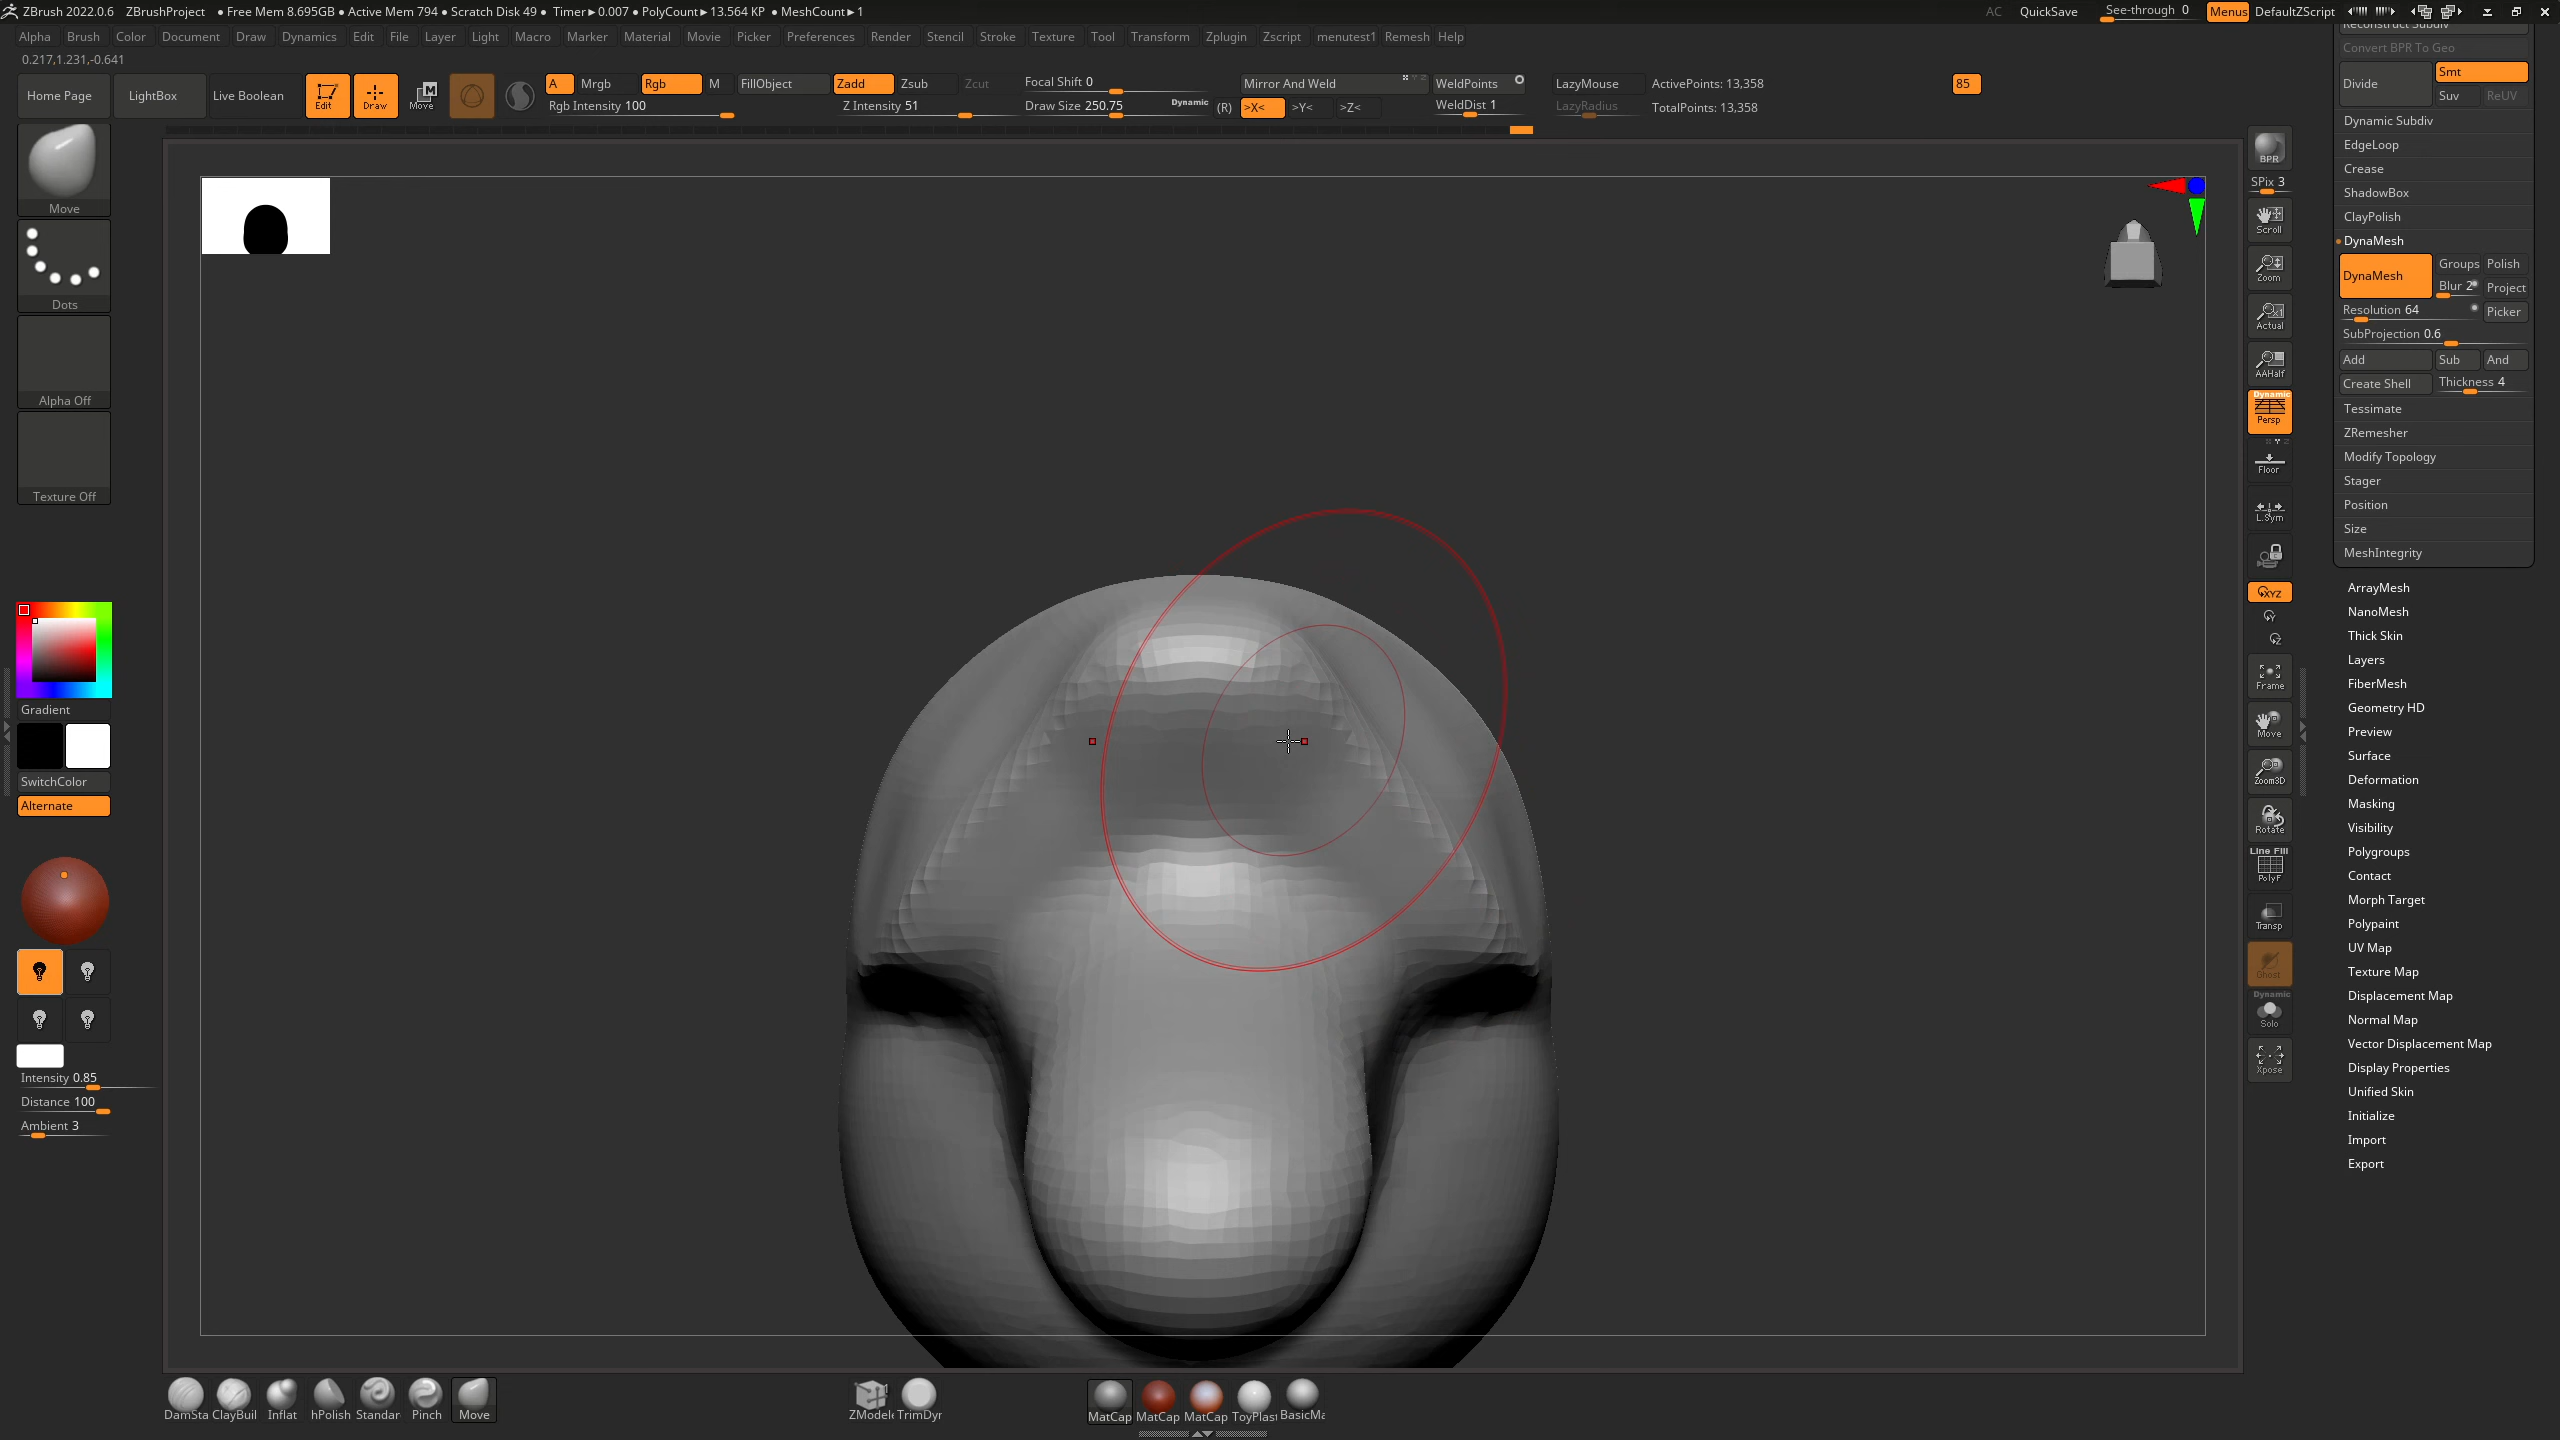 ZBrush 2022.0.6 ZBrushProject • Free Mem 8.695GB • Active Mem 794 • Scratch Disk 49 • Timer▸0.007 • PolyCount▸13.564 KP • MeshCount▸1 AC QuickSave See-through 0 Menus DefaultZScript
Alpha Brush Color Document Draw Dynamics Edit File Layer Light Macro Marker Material Movie Picker Preferences Render Stencil Stroke Texture Tool Transform Zplugin Zscript menutest1 Remesh Help
0.217,1.231,-0.641
Home Page LightBox Live Boolean Edit Draw Move
A Mrgb Rgb M FillObject Zadd Zsub Zcut Focal Shift 0 Mirror And Weld WeldPoints LazyMouse ActivePoints: 13,358 85
Rgb Intensity 100 Z Intensity 51 Draw Size 250.75 Dynamic (R) >X< >Y< >Z< WeldDist 1 LazyRadius TotalPoints: 13,358
Move
Dots
Alpha Off
Texture Off
Gradient
SwitchColor
Alternate
Intensity 0.85
Distance 100
Ambient 3
BPR
SPix 3
Scroll
Zoom
Actual
AAHalf
Dynamic
Persp
Floor
L.Sym
XYZ
Y
Z
Frame
Move
Zoom3D
Rotate
Line Fill
PolyF
Transp
Ghost
Dynamic
Solo
Xpose
Reconstruct Subdiv
Convert BPR To Geo
Divide Smt
Suv ReUV
Dynamic Subdiv
EdgeLoop
Crease
ShadowBox
ClayPolish
DynaMesh
DynaMesh Groups Polish
Blur 2 Project
Resolution 64 Picker
SubProjection 0.6
Add Sub And
Create Shell Thickness 4
Tessimate
ZRemesher
Modify Topology
Stager
Position
Size
MeshIntegrity
ArrayMesh
NanoMesh
Thick Skin
Layers
FiberMesh
Geometry HD
Preview
Surface
Deformation
Masking
Visibility
Polygroups
Contact
Morph Target
Polypaint
UV Map
Texture Map
Displacement Map
Normal Map
Vector Displacement Map
Display Properties
Unified Skin
Initialize
Import
Export
DamSta ClayBuil Inflat hPolish Standar Pinch Move ZModele TrimDyr MatCap MatCap MatCap ToyPlast BasicMa